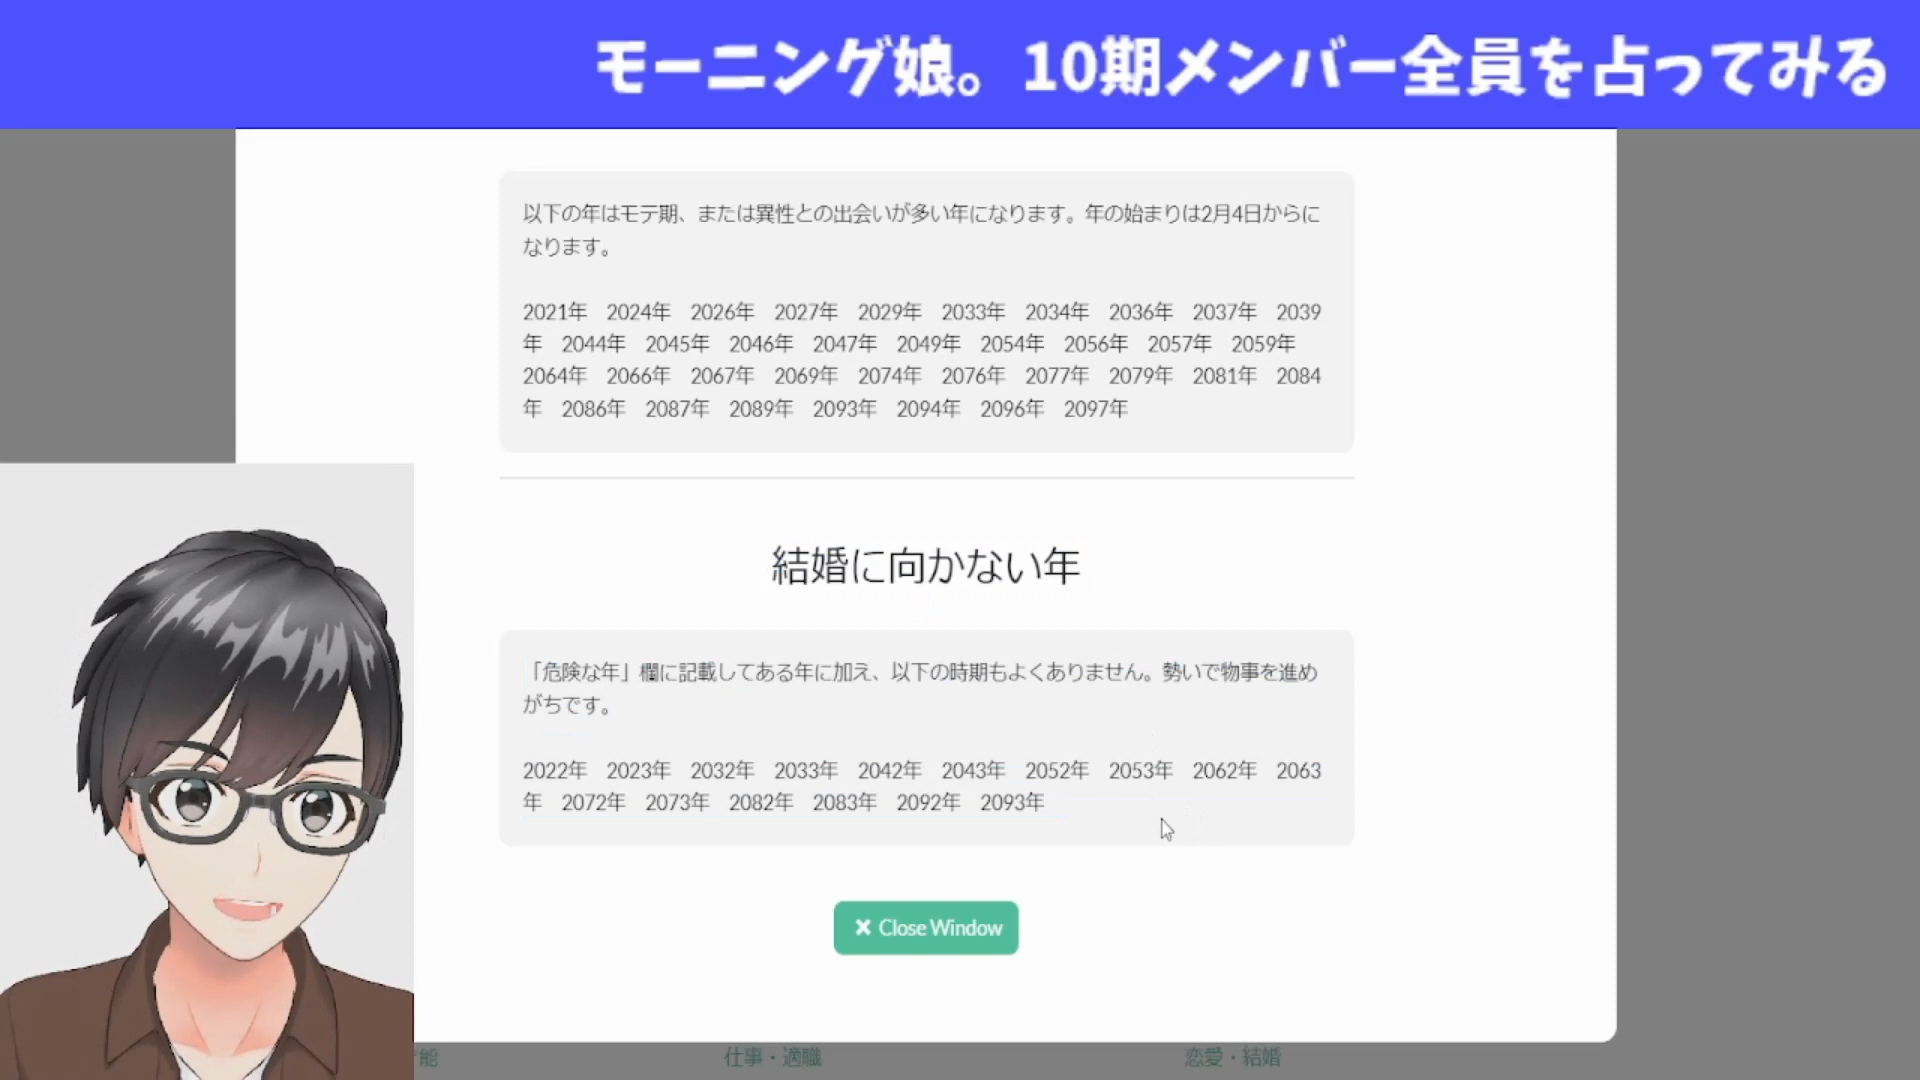 モーニング娘。10期メンバー全員を占ってみる
以下の年はモテ期、または異性との出会いが多い年になります。年の始まりは2月4日からに
なります。
2021年 2024年 2026年 2027年 2029年 2033年 2034年 2036年 2037年 2039
年 2044年 2045年 2046年 2047年 2049年 2054年 2056年 2057年 2059年
2064年 2066年 2067年 2069年 2074年 2076年 2077年 2079年 2081年 2084
年 2086年 2087年 2089年 2093年 2094年 2096年 2097年
結婚に向かない年
「危険な年」欄に記載してある年に加え、以下の時期もよくありません。勢いで物事を進め
がちです。
2022年 2023年 2032年 2033年 2042年 2043年 2052年 2053年 2062年 2063
年 2072年 2073年 2082年 2083年 2092年 2093年
✖ Close Window
能 仕事・適職 恋愛・結婚